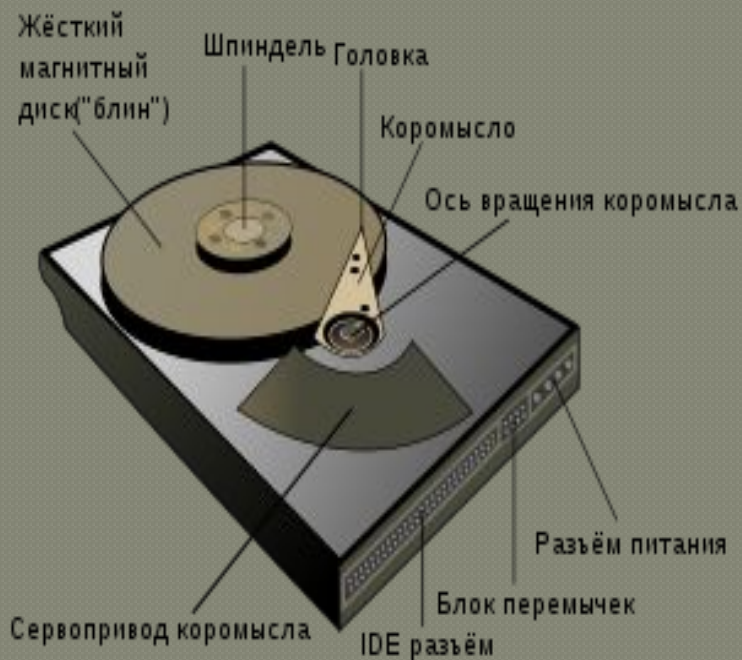 Жёсткий
магнитный
диск("блин")
Шпиндель
Головка
Коромысло
Ось вращения коромысла
Разъём питания
Блок перемычек
IDE разъём
Сервопривод коромысла